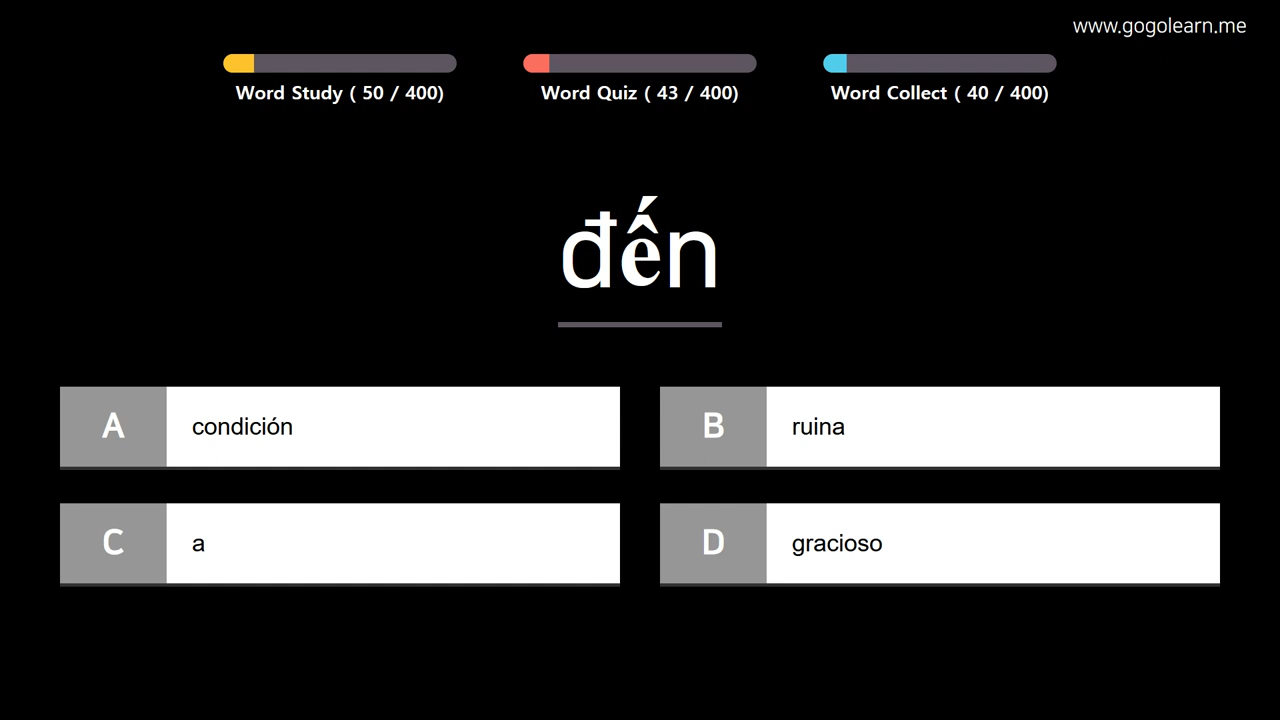 www.gogolearn.me
Word Study ( 50 / 400)
Word Quiz ( 43 / 400)
Word Collect ( 40 / 400)
đến
A
condición
B
ruina
C
a
D
gracioso